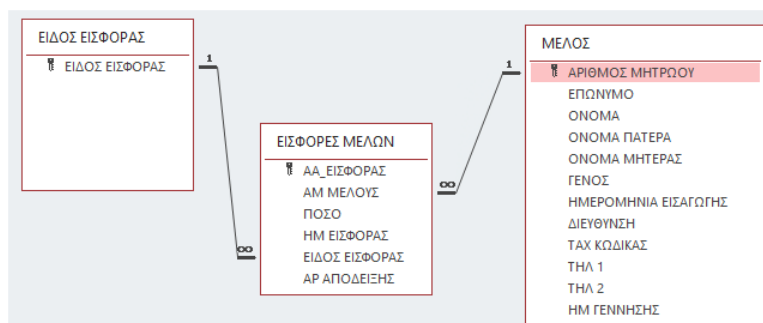 ΕΙΔΟΣ ΕΙΣΦΟΡΑΣ
ΕΙΔΟΣ ΕΙΣΦΟΡΑΣ
1
∞
ΕΙΣΦΟΡΕΣ ΜΕΛΩΝ
ΑΑ_ΕΙΣΦΟΡΑΣ
ΑΜ ΜΕΛΟΥΣ
ΠΟΣΟ
ΗΜ ΕΙΣΦΟΡΑΣ
ΕΙΔΟΣ ΕΙΣΦΟΡΑΣ
ΑΡ ΑΠΟΔΕΙΞΗΣ
∞
1
ΜΕΛΟΣ
ΑΡΙΘΜΟΣ ΜΗΤΡΩΟΥ
ΕΠΩΝΥΜΟ
ΟΝΟΜΑ
ΟΝΟΜΑ ΠΑΤΕΡΑ
ΟΝΟΜΑ ΜΗΤΕΡΑΣ
ΓΕΝΟΣ
ΗΜΕΡΟΜΗΝΙΑ ΕΙΣΑΓΩΓΗΣ
ΔΙΕΥΘΥΝΣΗ
ΤΑΧ ΚΩΔΙΚΑΣ
ΤΗΛ 1
ΤΗΛ 2
ΗΜ ΓΕΝΝΗΣΗΣ